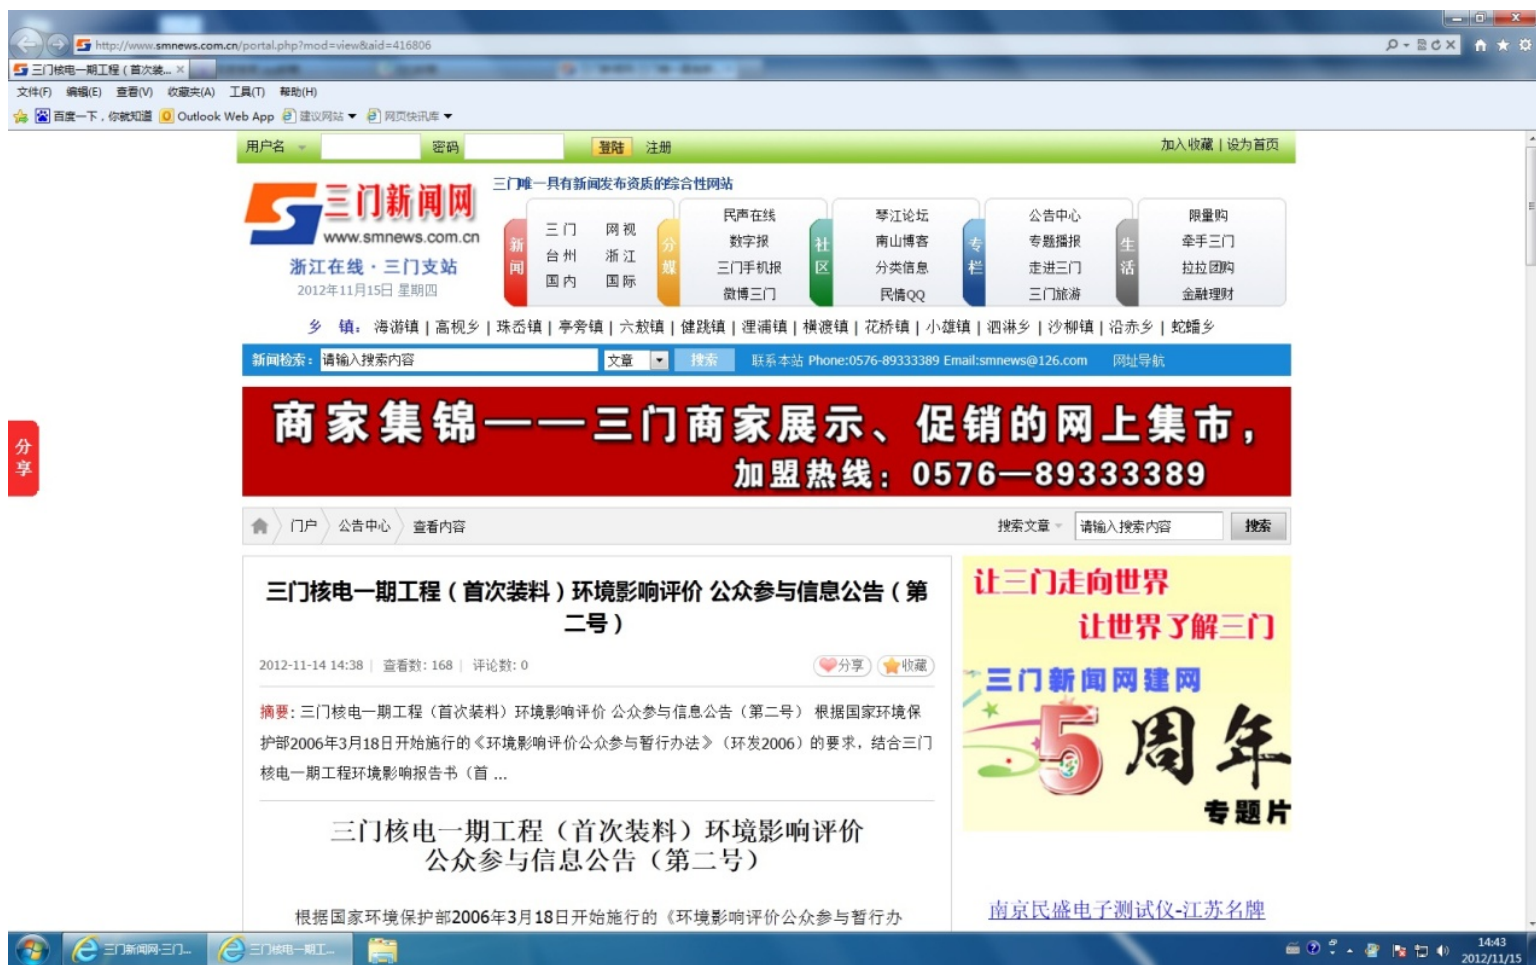 http://www.smnews.com.cn/portal.php?mod=view&aid=416806
三门核电一期工程（首次装...
文件(F) 编辑(E) 查看(V) 收藏夹(A) 工具(T) 帮助(H)
百度一下，你就知道 Outlook Web App 建议网站 网页快讯库
用户名 密码 登陆 注册 加入收藏 | 设为首页
三门新闻网
www.smnews.com.cn
浙江在线·三门支站
2012年11月15日 星期四
三门唯一具有新闻发布资质的综合性网站
新闻
三门 网视
台州 浙江
国内 国际
分媒
民声在线
数字报
三门手机报
微博三门
社区
琴江论坛
南山博客
分类信息
民情QQ
专栏
公告中心
专题播报
走进三门
三门旅游
生活
限量购
牵手三门
拉拉团购
金融理财
乡 镇：海游镇 | 高枧乡 | 珠岙镇 | 亭旁镇 | 六敖镇 | 健跳镇 | 浬浦镇 | 横渡镇 | 花桥镇 | 小雄镇 | 泗淋乡 | 沙柳镇 | 沿赤乡 | 蛇蟠乡
新闻检索：请输入搜索内容 文章 搜索 联系本站 Phone:0576-89333389 Email:smnews@126.com 网址导航
商家集锦——三门商家展示、促销的网上集市，
加盟热线：0576—89333389
分享
门户 公告中心 查看内容 搜索文章 请输入搜索内容 搜索
三门核电一期工程（首次装料）环境影响评价 公众参与信息公告（第
二号）
2012-11-14 14:38 | 查看数: 168 | 评论数: 0 分享 收藏
摘要: 三门核电一期工程（首次装料）环境影响评价 公众参与信息公告（第二号） 根据国家环境保
护部2006年3月18日开始施行的《环境影响评价公众参与暂行办法》（环发2006）的要求，结合三门
核电一期工程环境影响报告书（首 ...
三门核电一期工程（首次装料）环境影响评价
公众参与信息公告（第二号）
根据国家环境保护部2006年3月18日开始施行的《环境影响评价公众参与暂行办
让三门走向世界
让世界了解三门
三门新闻网建网
5周年
专题片
南京民盛电子测试仪-江苏名牌
三门新闻网-三门...
三门核电一期工...
14:43
2012/11/15